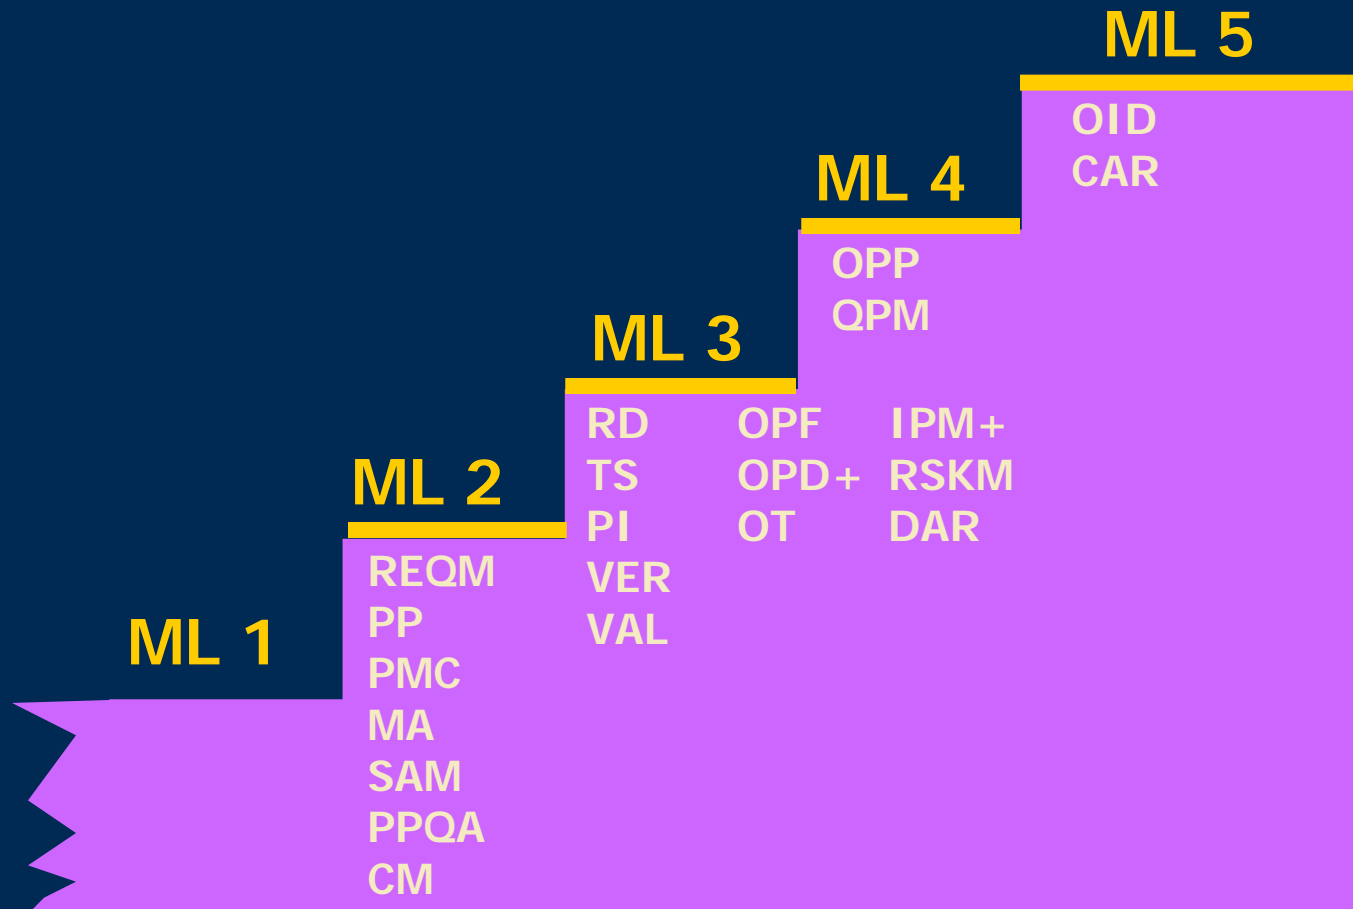 ML 5
OID
CAR
ML 4
OPP
QPM
ML 3
RD OPF IPM+
TS OPD+ RSKM
PI OT DAR
VER
VAL
ML 2
REQM
PP
PMC
MA
SAM
PPQA
CM
ML 1